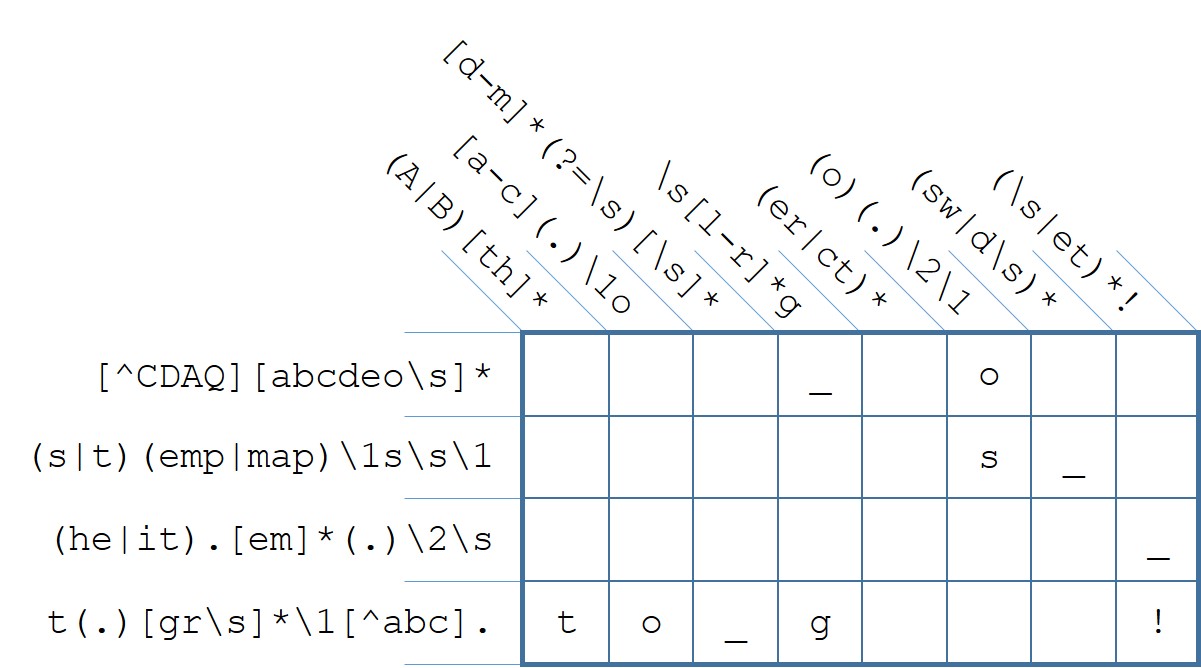 (A|B)[th]*
[a-c](.)\1o
[d-m]*(?=\s)[\s]*
\s[l-r]*g
(er|ct)*
(o)(.)\2\1
(sw|d\s)*
(\s|et)*!
[^CDAQ][abcdeo\s]* _ o
(s|t)(emp|map)\1s\s\1 s _
(he|it).[em]*(.)\2\s _
t(.)[gr\s]*\1[^abc]. t o _ g !